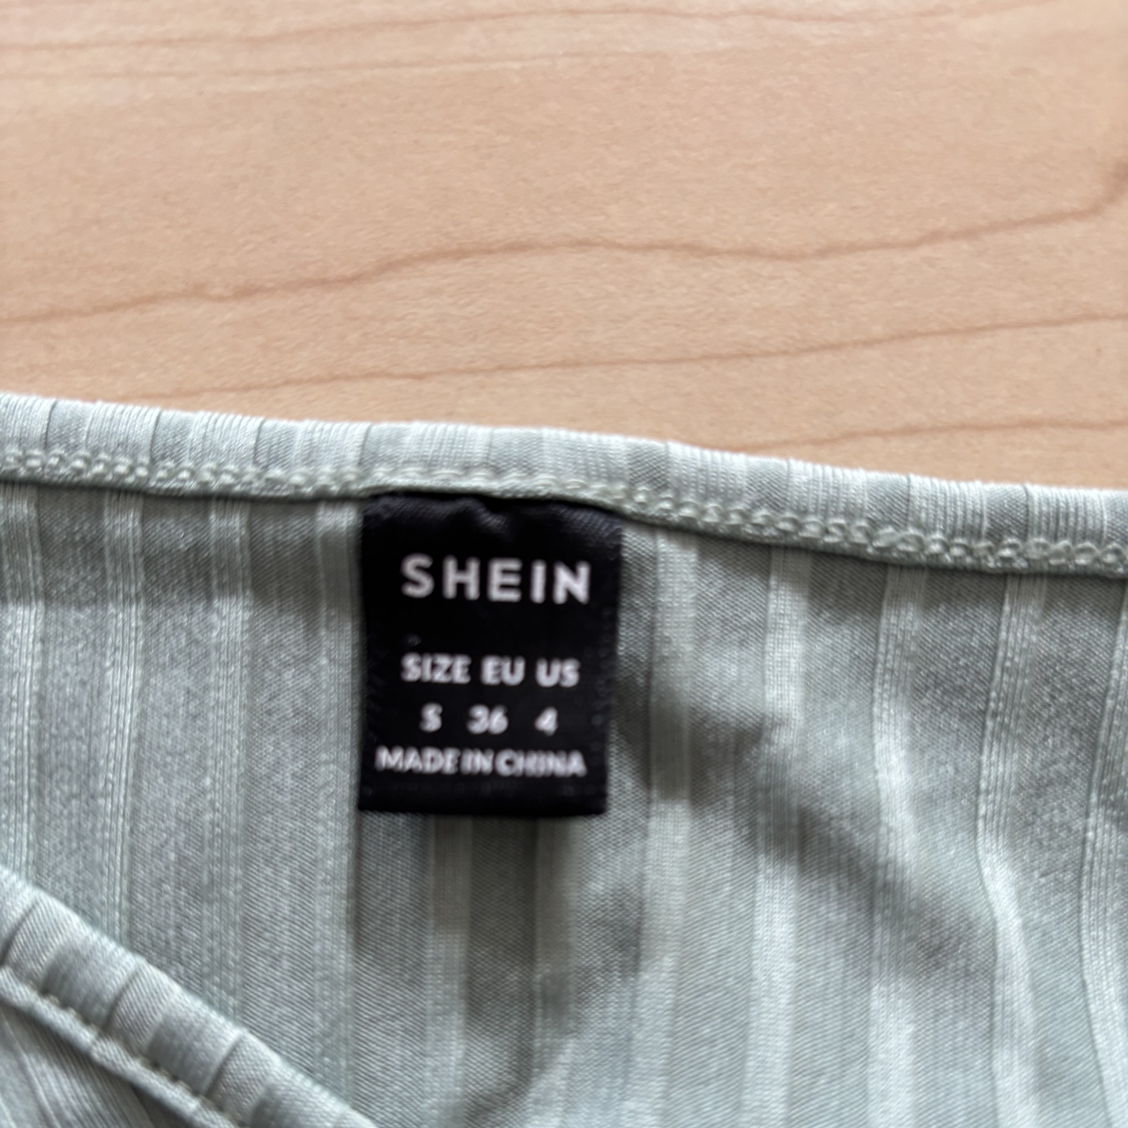 SHEIN
SIZE EU US
S 36 4
MADE IN CHINA